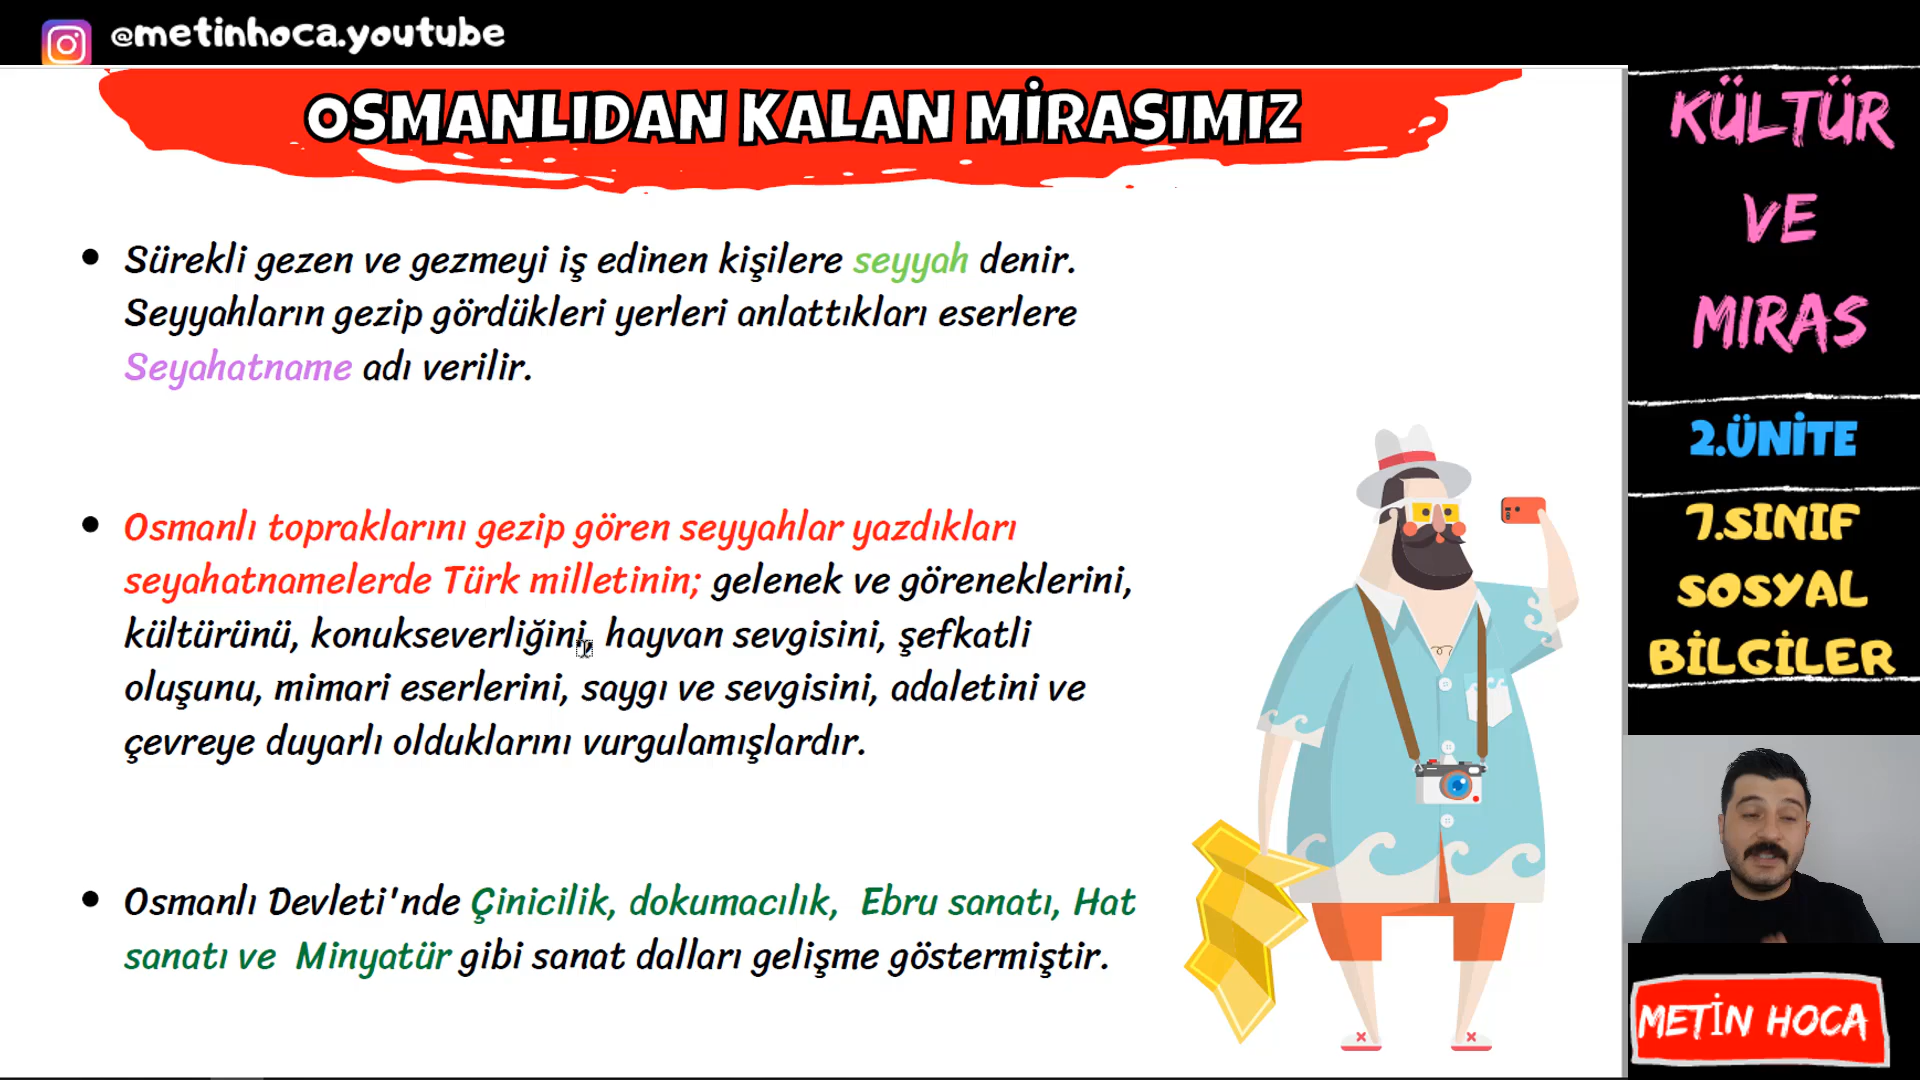 @metinhoca.youtube
OSMANLIDAN KALAN MİRASIMIZ
Sürekli gezen ve gezmeyi iş edinen kişilere seyyah denir.
Seyyahların gezip gördükleri yerleri anlattıkları eserlere
Seyahatname adı verilir.
Osmanlı topraklarını gezip gören seyyahlar yazdıkları
seyahatnamelerde Türk milletinin; gelenek ve göreneklerini,
kültürünü, konukseverliğini, hayvan sevgisini, şefkatli
oluşunu, mimari eserlerini, saygı ve sevgisini, adaletini ve
çevreye duyarlı olduklarını vurgulamışlardır.
Osmanlı Devleti'nde Çinicilik, dokumacılık, Ebru sanatı, Hat
sanatı ve Minyatür gibi sanat dalları gelişme göstermiştir.
KÜLTÜR
VE
MIRAS
2.ÜNİTE
7.SINIF
SOSYAL
BİLGİLER
METİN HOCA